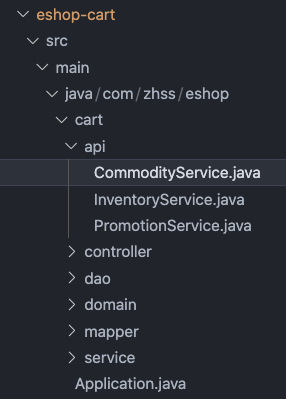 eshop-cart
src
main
java/com/zhss/eshop
cart
api
CommodityService.java
InventoryService.java
PromotionService.java
controller
dao
domain
mapper
service
Application.java